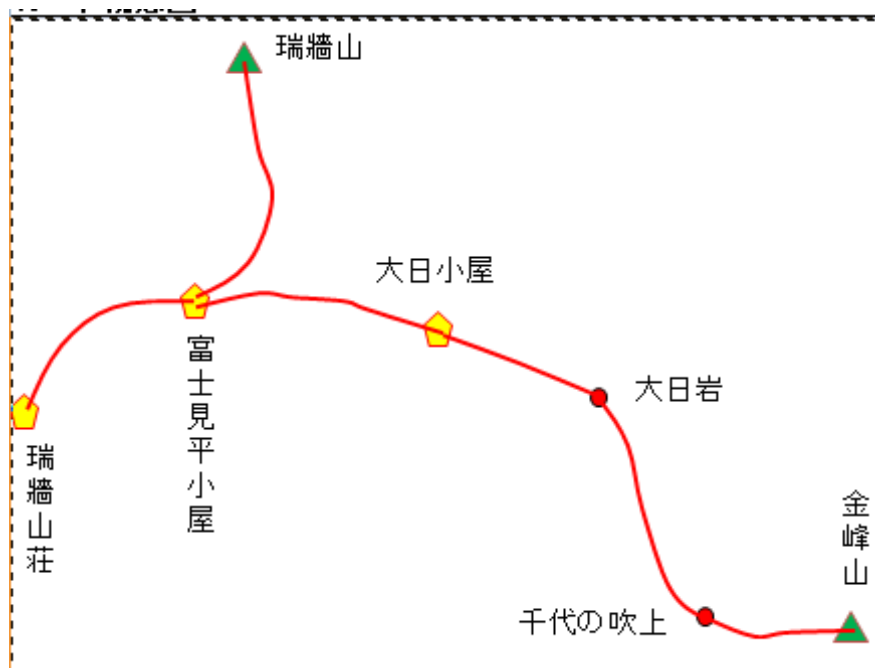 瑞牆山
大日小屋
富士見平小屋
大日岩
瑞牆山荘
金峰山
千代の吹上